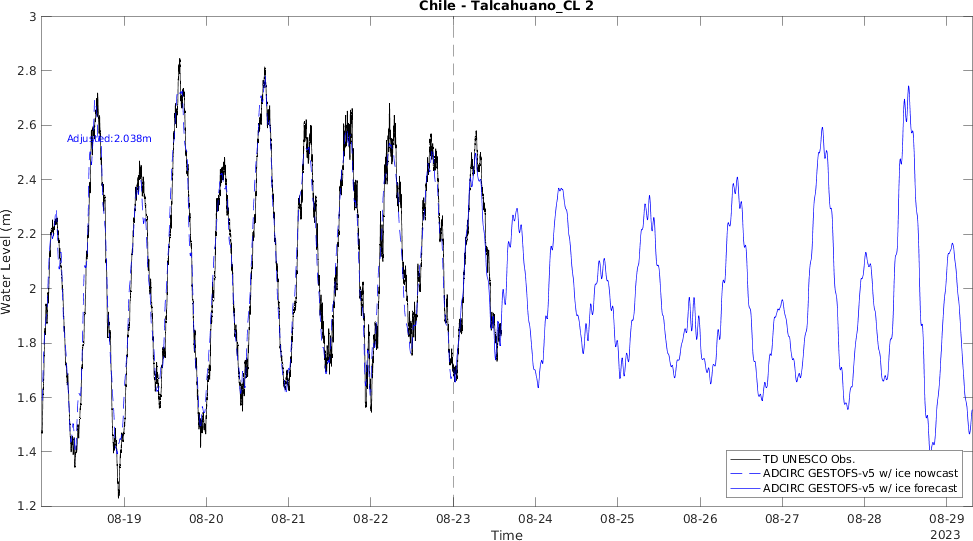 Chile - Talcahuano_CL 2
3
2.8
2.6
2.4
2.2
2
1.8
1.6
1.4
1.2
Water Level (m)
Adjusted:2.038m
TD UNESCO Obs.
ADCIRC GESTOFS-v5 w/ ice nowcast
ADCIRC GESTOFS-v5 w/ ice forecast
08-19 08-20 08-21 08-22 08-23 08-24 08-25 08-26 08-27 08-28 08-29
2023
Time